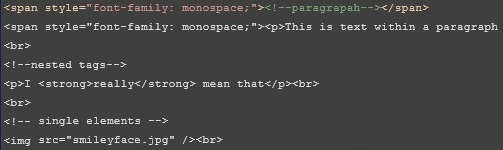 <span style="font-family: monospace;"><!--paragrapah--></span>
<span style="font-family: monospace;"><p>This is text within a paragraph
<br>
<!--nested tags-->
<p>I <strong>really</strong> mean that</p><br>
<br>
<!-- single elements -->
<img src="smileyface.jpg" /><br>